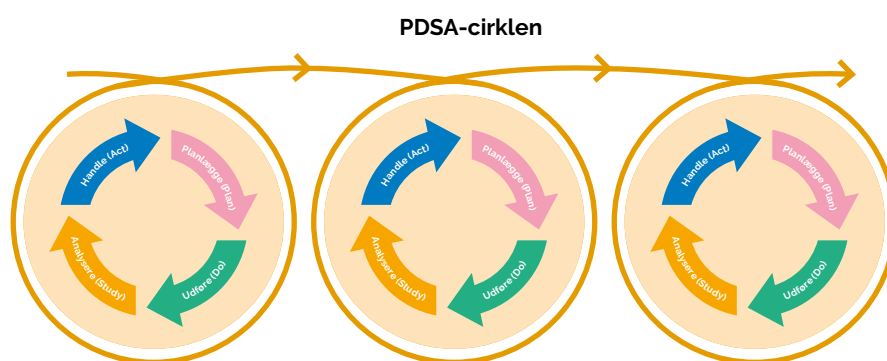 PDSA-cirklen
Handle (Act)
Planlægge (Plan)
Udføre (Do)
Analysere (Study)
Handle (Act)
Planlægge (Plan)
Udføre (Do)
Analysere (Study)
Handle (Act)
Planlægge (Plan)
Udføre (Do)
Analysere (Study)